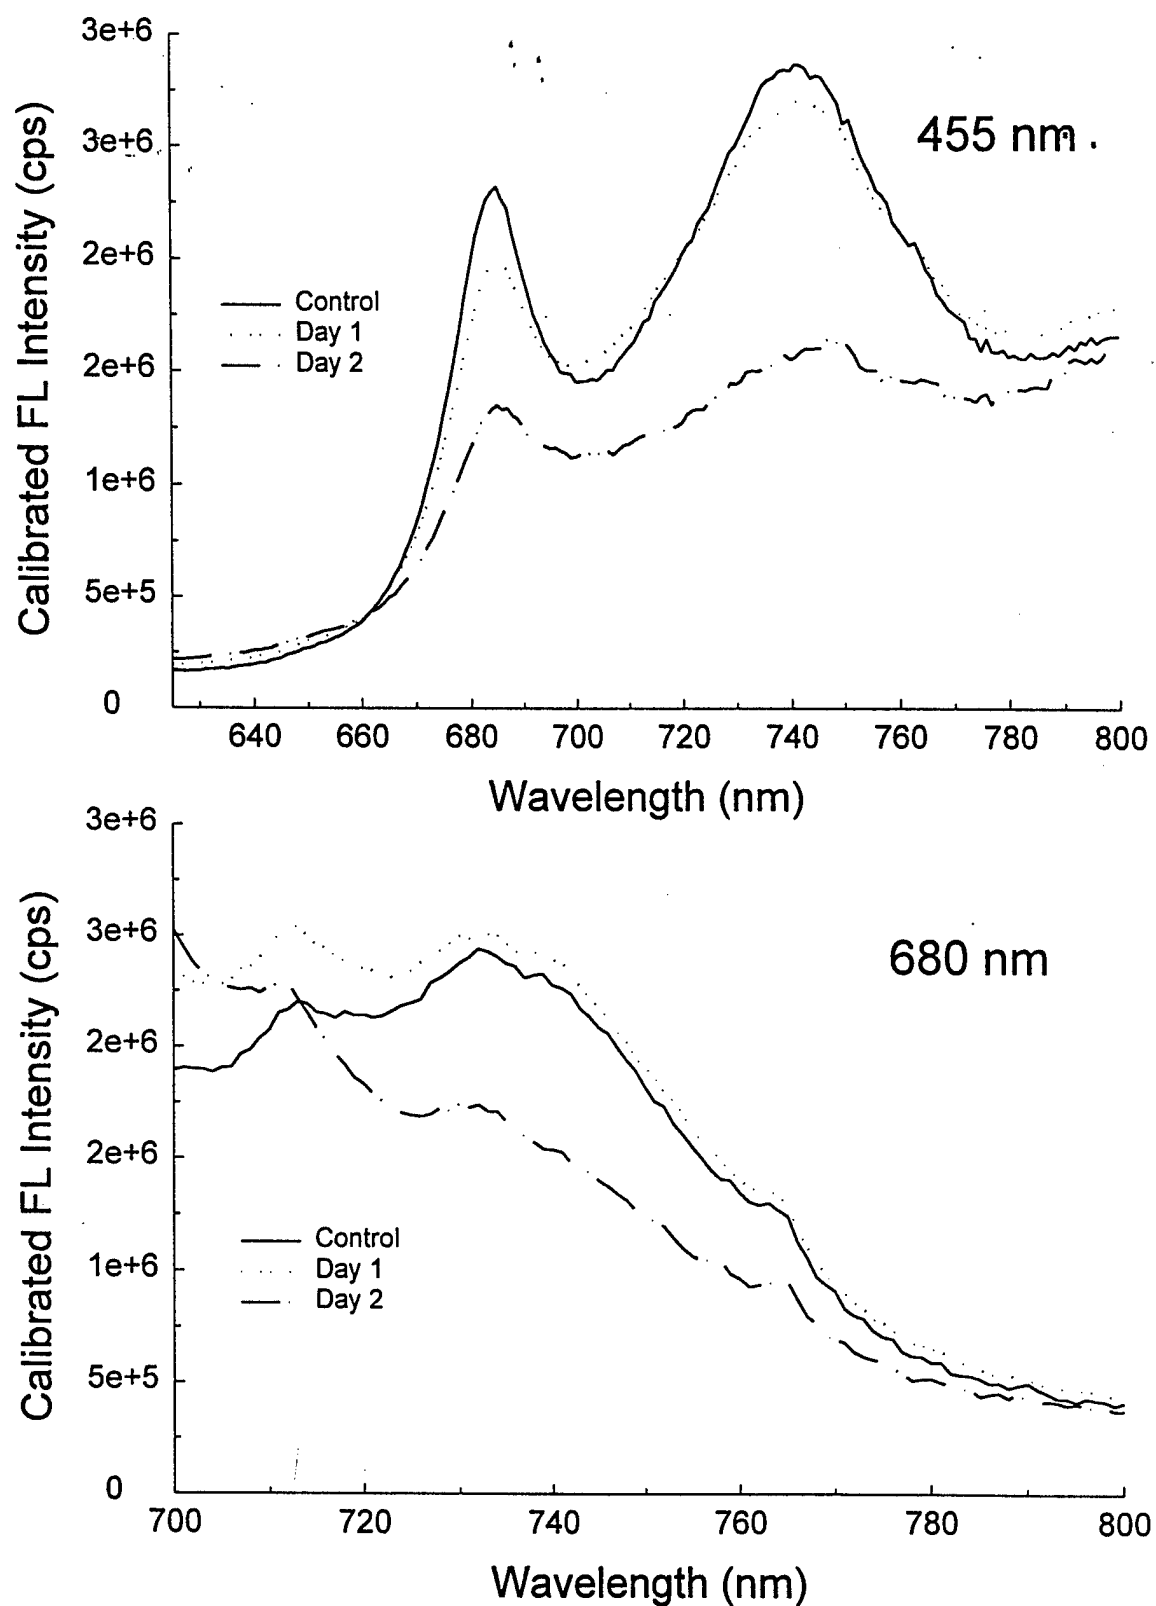 3e+6
3e+6
2e+6
2e+6
1e+6
5e+5
0
Calibrated FL Intensity (cps)
455 nm
Control
Day 1
Day 2
640 660 680 700 720 740 760 780 800
Wavelength (nm)
3e+6
3e+6
2e+6
2e+6
1e+6
5e+5
0
Calibrated FL Intensity (cps)
680 nm
Control
Day 1
Day 2
700 720 740 760 780 800
Wavelength (nm)